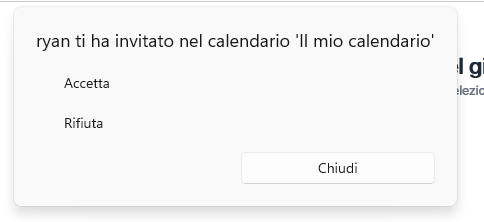 ryan ti ha invitato nel calendario 'Il mio calendario'
Accetta
Rifiuta
Chiudi